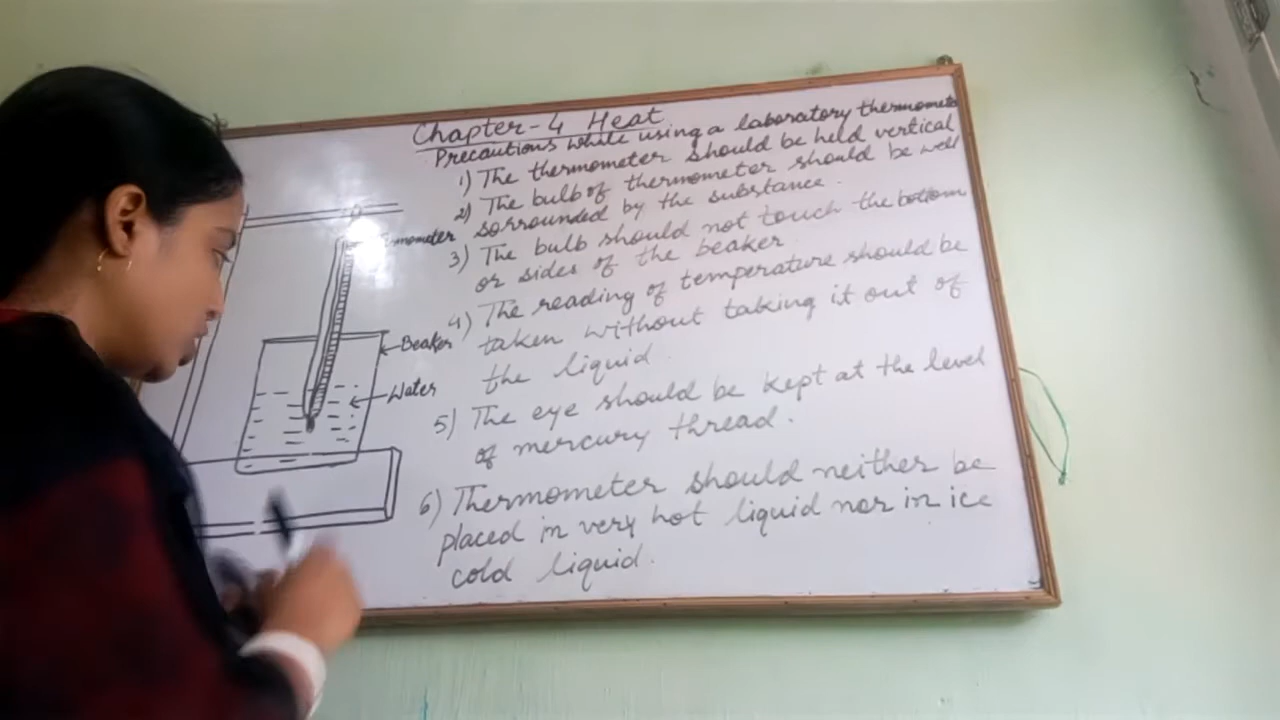 Chapter-4 Heat
Precautions while using a laboratory thermometer
1) The thermometer should be held vertical
2) The bulb of thermometer should be well
sorrounded by the substance.
3) The bulb should not touch the bottom
or sides of the beaker
4) The reading of temperature should be
taken without taking it out of
the liquid.
5) The eye should be kept at the level
of mercury thread.
6) Thermometer should neither be
placed in very hot liquid nor in ice
cold liquid.
Beaker
Water